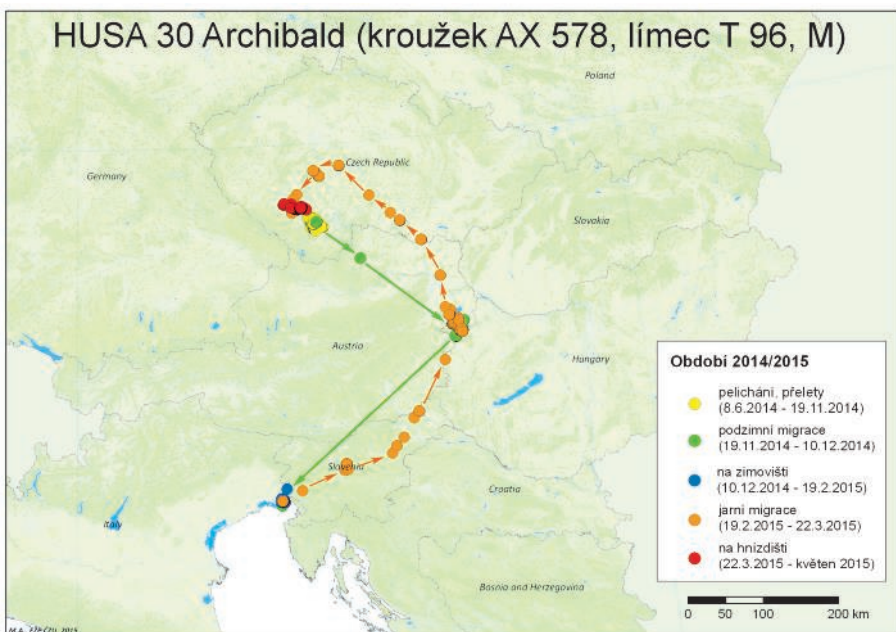 HUSA 30 Archibald (kroužek AX 578, límec T 96, M)
Poland
Czech Republic
Germany
Slovakia
Austria
Hungary
Slovenia
Croatia
Italy
Bosnia and Herzegovina
Období 2014/2015
pelichání, přelety
(8.6.2014 - 19.11.2014)
podzimní migrace
(19.11.2014 - 10.12.2014)
na zimovišti
(10.12.2014 - 19.2.2015)
jarní migrace
(19.2.2015 - 22.3.2015)
na hnízdišti
(22.3.2015 - květen 2015)
0 50 100 200 km